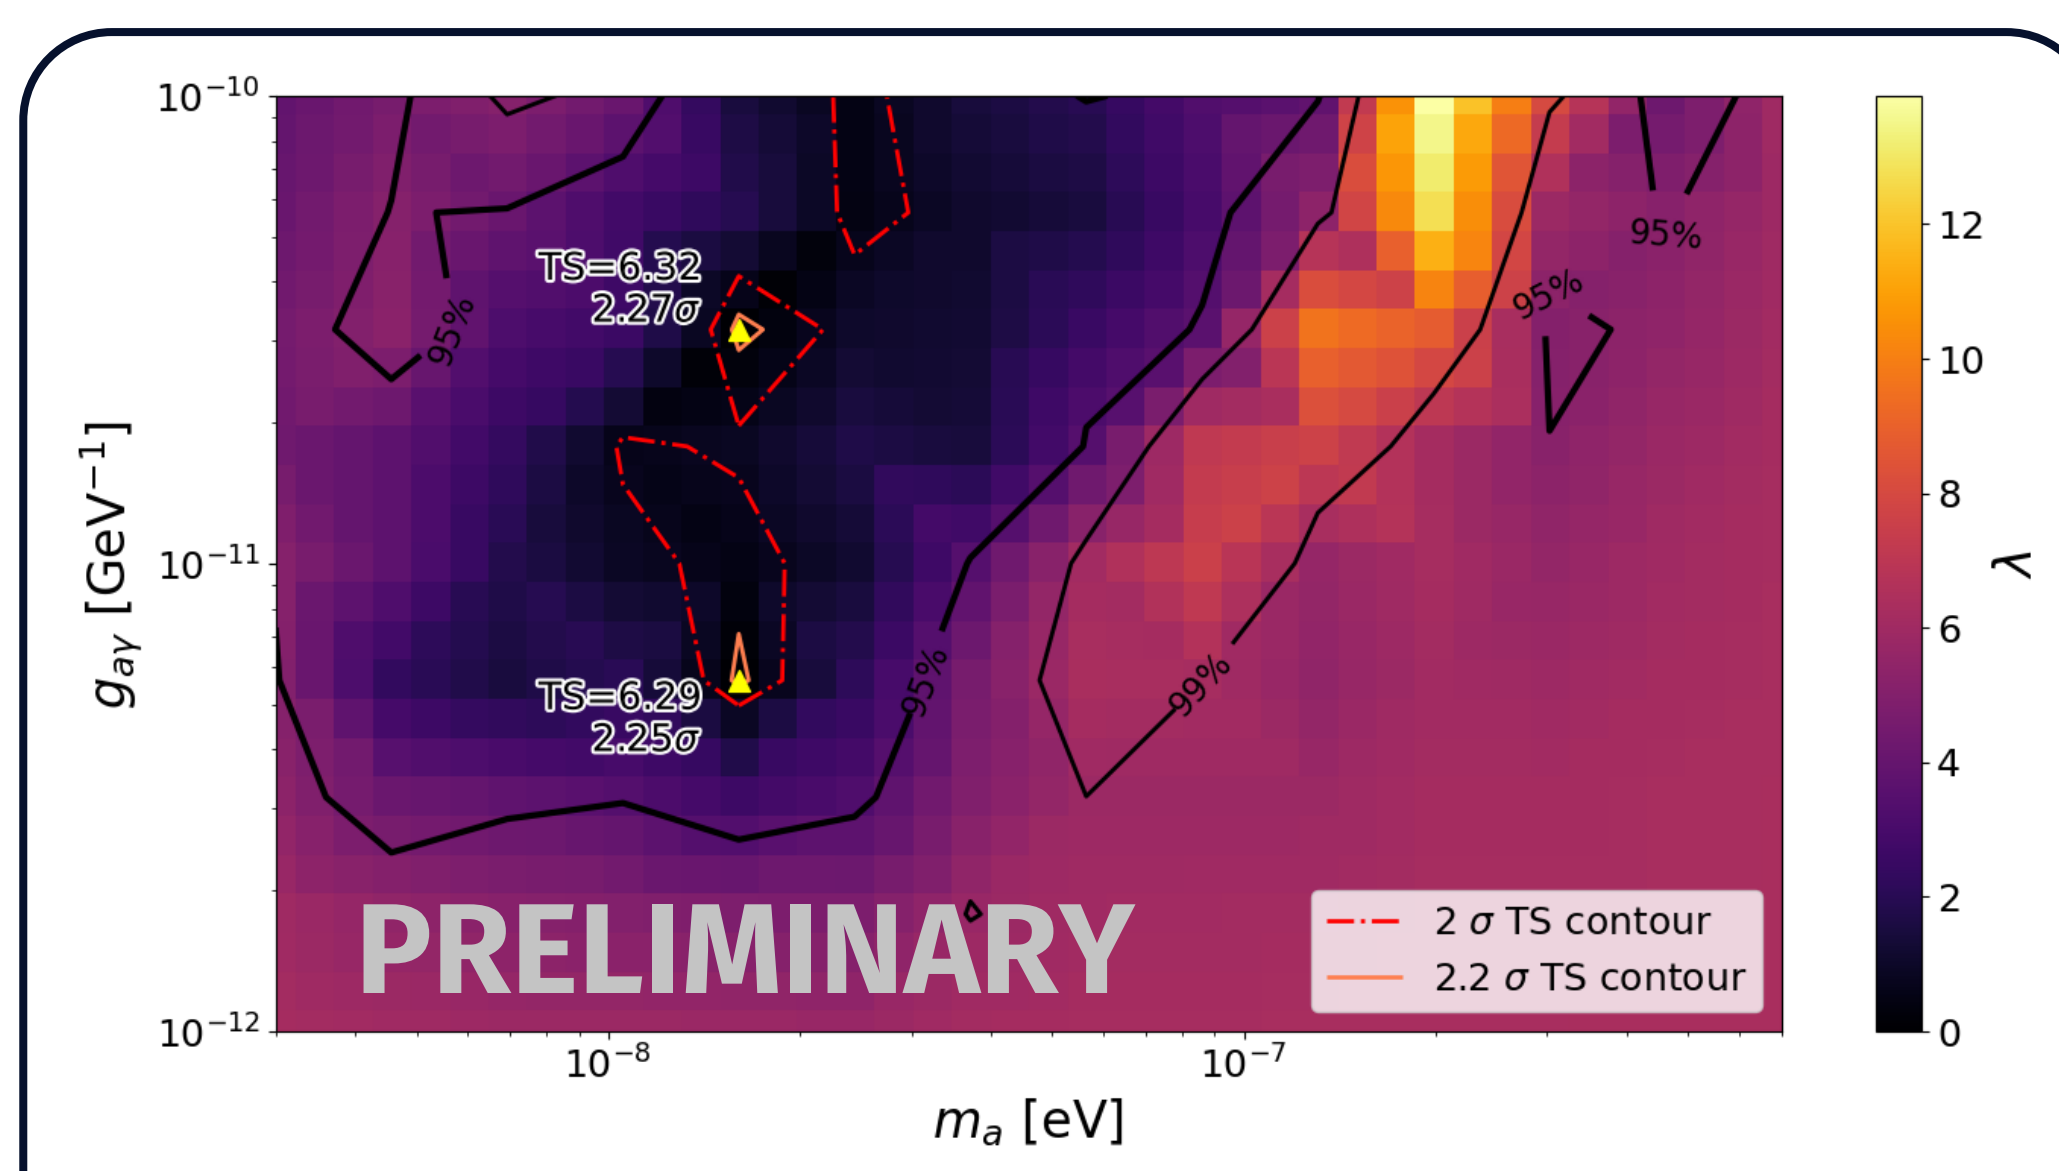 10⁻¹⁰
10⁻¹¹
10⁻¹²
g_{aγ} [GeV⁻¹]
TS=6.32
2.27σ
TS=6.29
2.25σ
95%
95%
95%
95%
99%
PRELIMINARY
2 σ TS contour
2.2 σ TS contour
10⁻⁸
10⁻⁷
m_a [eV]
12
10
8
6
4
2
0
λ